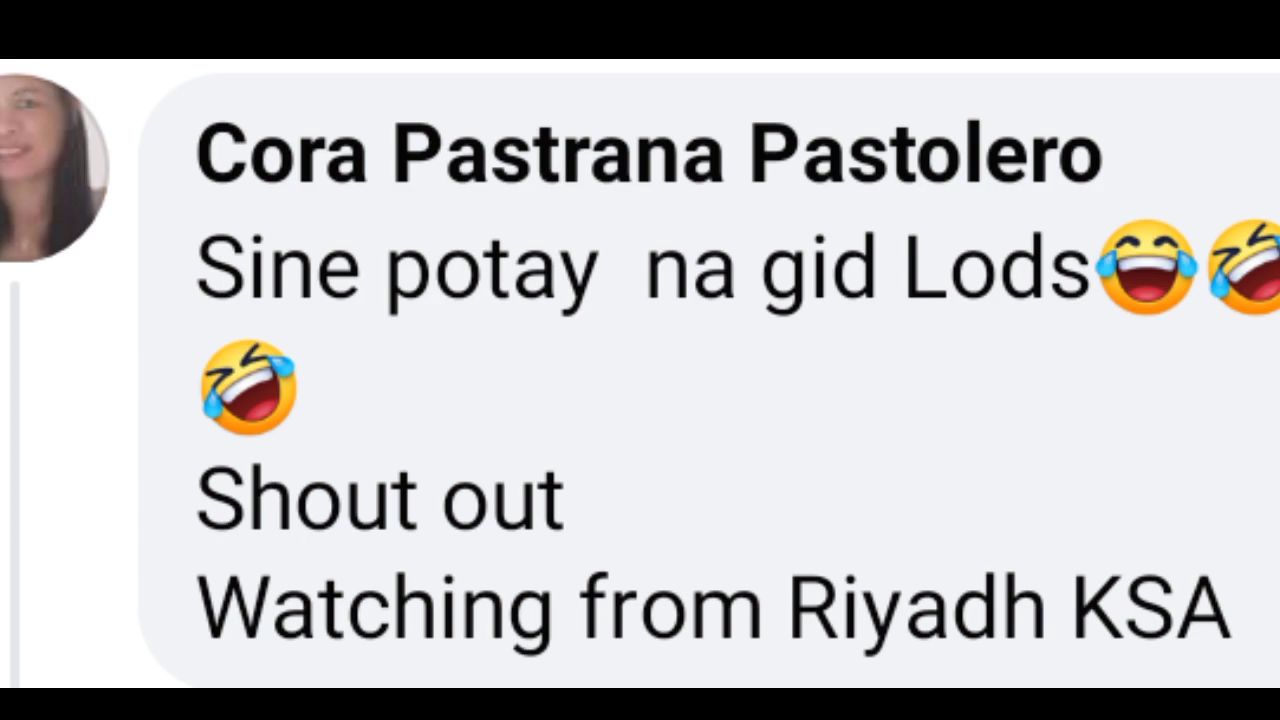 Cora Pastrana Pastolero
Sine potay na gid Lods😂🤣
🤣
Shout out
Watching from Riyadh KSA